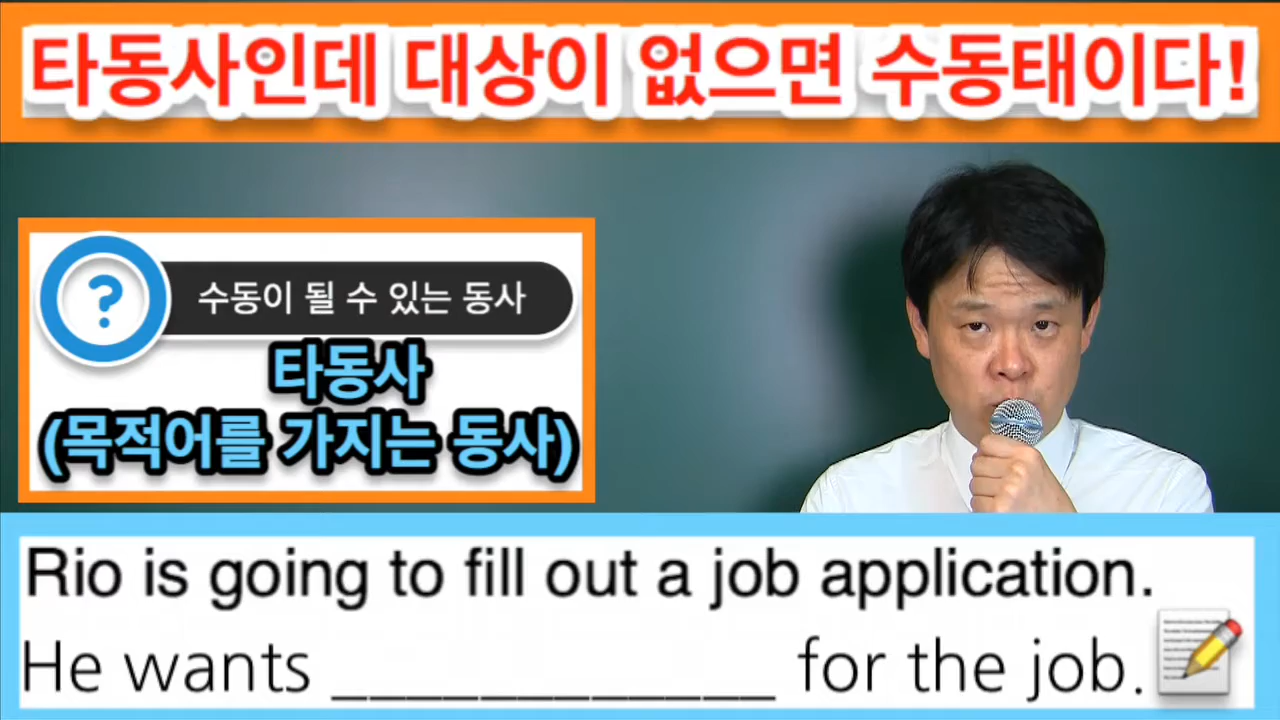 타동사인데 대상이 없으면 수동태이다!
?
수동이 될 수 있는 동사
타동사
(목적어를 가지는 동사)
Rio is going to fill out a job application.
He wants ____________ for the job.